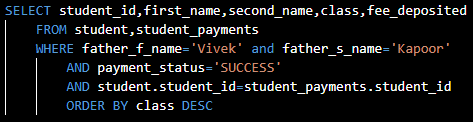 SELECT student_id,first_name,second_name,class,fee_deposited
FROM student,student_payments
WHERE father_f_name='Vivek' and father_s_name='Kapoor'
AND payment_status='SUCCESS'
AND student.student_id=student_payments.student_id
ORDER BY class DESC